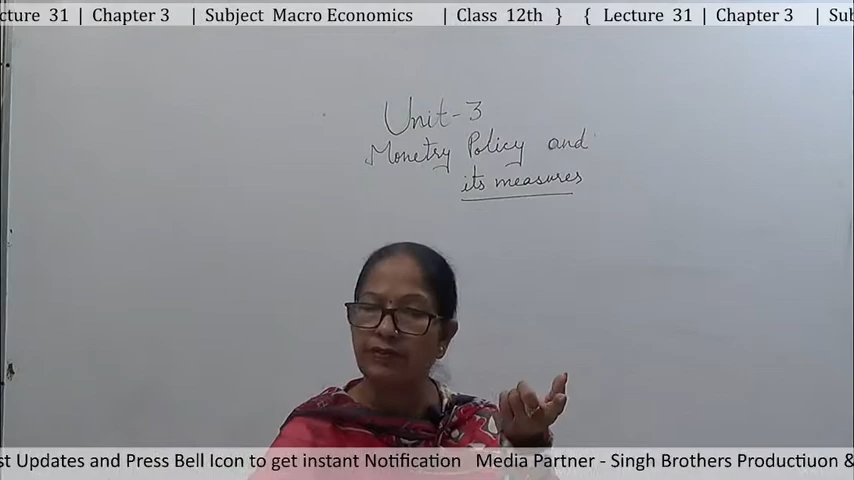 cture 31 | Chapter 3 | Subject Macro Economics | Class 12th } { Lecture 31 | Chapter 3 | Sub
Unit-3
Monetry Policy and
its measures
st Updates and Press Bell Icon to get instant Notification Media Partner - Singh Brothers Productiuon &